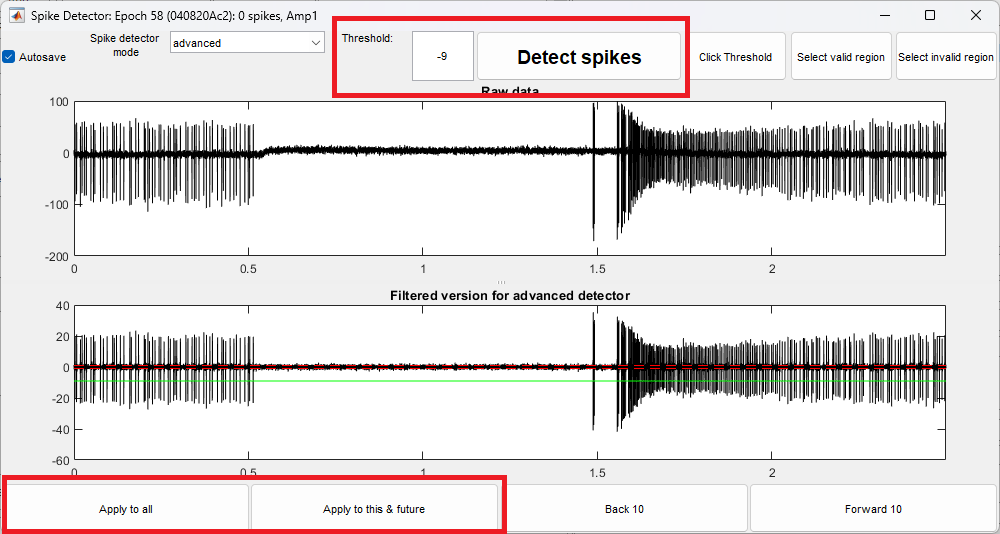 Spike Detector: Epoch 58 (040820Ac2): 0 spikes, Amp1
Autosave
Spike detector
mode
advanced
Threshold:
-9
Detect spikes
Click Threshold
Select valid region
Select invalid region
Raw data
100
0
-100
-200
0
0.5
1
1.5
2
Filtered version for advanced detector
40
20
0
-20
-40
-60
0
0.5
1
1.5
2
Apply to all
Apply to this & future
Back 10
Forward 10